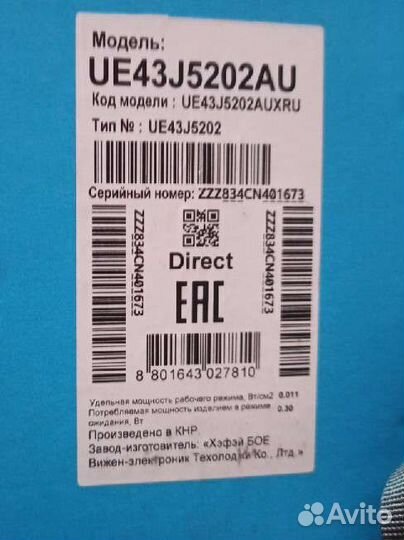 Модель:
UE43J5202AU
Код модели : UE43J5202AUXRU
Тип № : UE43J5202
Серийный номер: ZZZ834CN401673
ZZZ834CN401673
ZZZ834CN401673
Direct
EAC
8 801643 027810
Удельная мощность рабочего режима, Вт/см2 0.011
Потребляемая мощность изделием в режиме 0.30
ожидания, Вт
Произведено в КНР
Завод-изготовитель: «Хэфэй БОЕ
Вижен-электроник Техолоджи Ко., Лтд.»
Avito